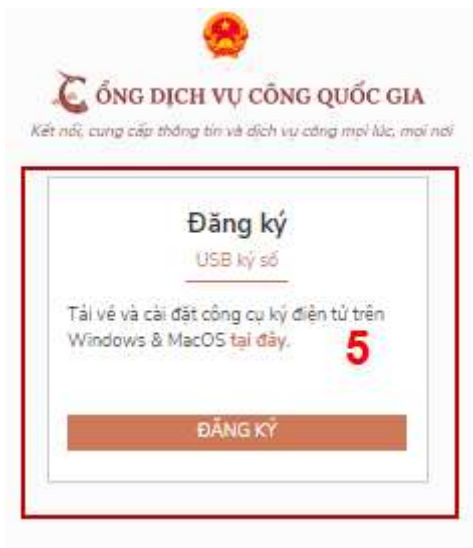 CỔNG DỊCH VỤ CÔNG QUỐC GIA
Kết nối, cung cấp thông tin và dịch vụ công mọi lúc, mọi nơi
Đăng ký
USB ký số
Tải về và cài đặt công cụ ký điện tử trên
Windows & MacOS tại đây.
5
ĐĂNG KÝ